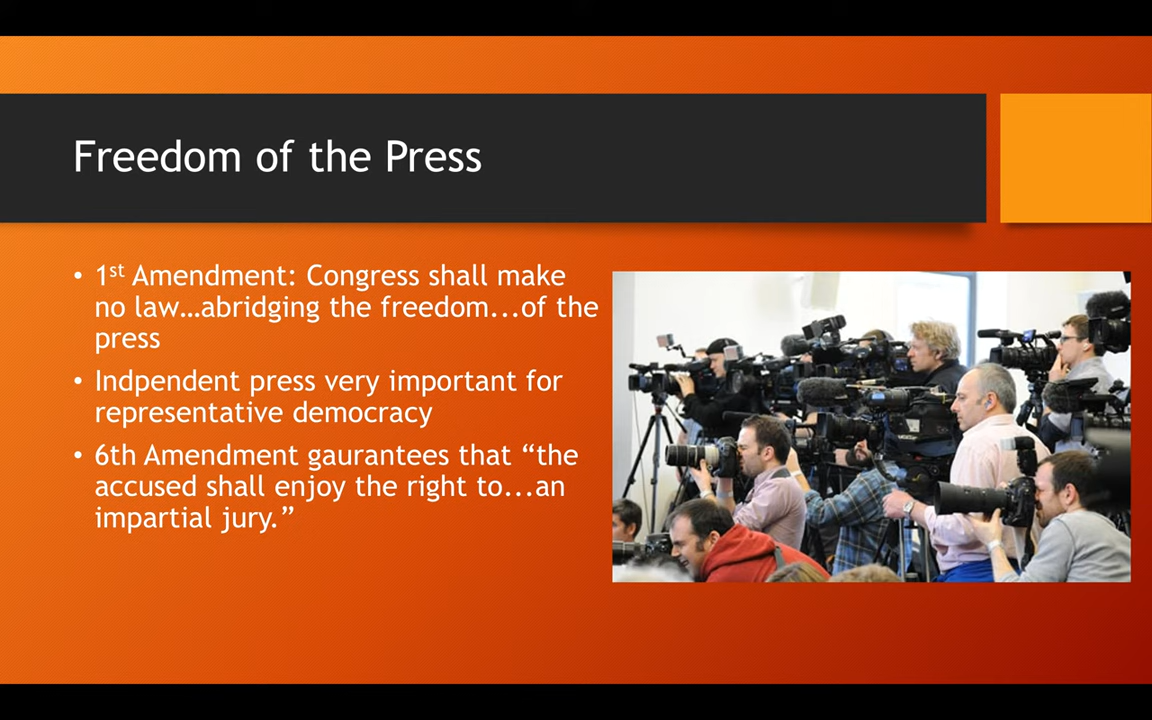 Freedom of the Press
• 1st Amendment: Congress shall make
no law…abridging the freedom...of the
press
• Indpendent press very important for
representative democracy
• 6th Amendment gaurantees that “the
accused shall enjoy the right to...an
impartial jury.”